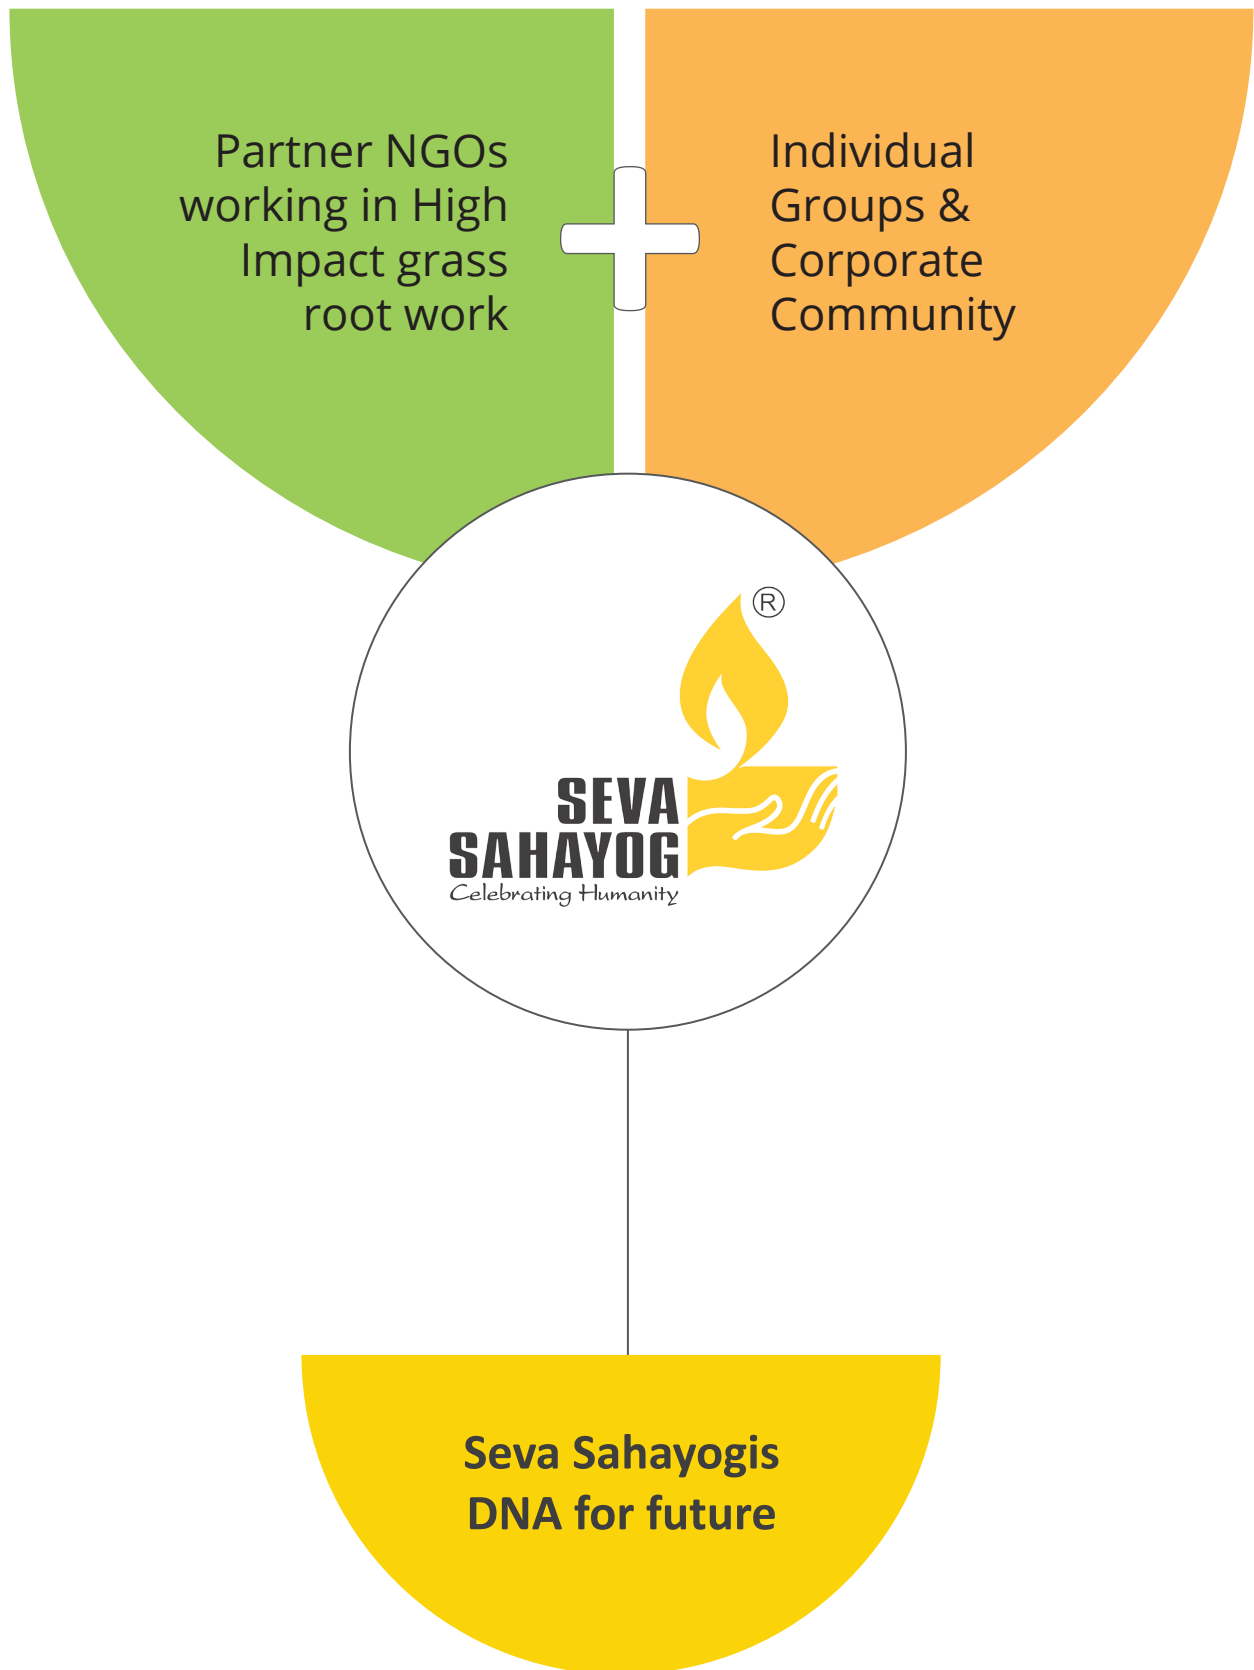 Partner NGOs
working in High
Impact grass
root work
Individual
Groups &
Corporate
Community
®
SEVA
SAHAYOG
Celebrating Humanity
Seva Sahayogis
DNA for future